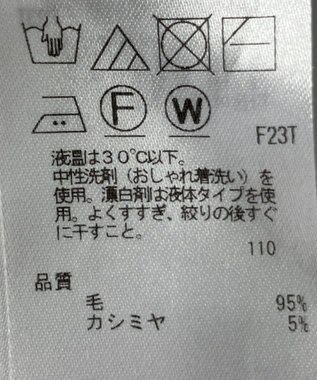 F W
F23T
液温は30℃以下。
中性洗剤（おしゃれ着洗い）を
使用。漂白剤は液体タイプを使
用。よくすすぎ、絞りの後すぐ
に干すこと。
110
品質
毛 95%
カシミヤ 5%